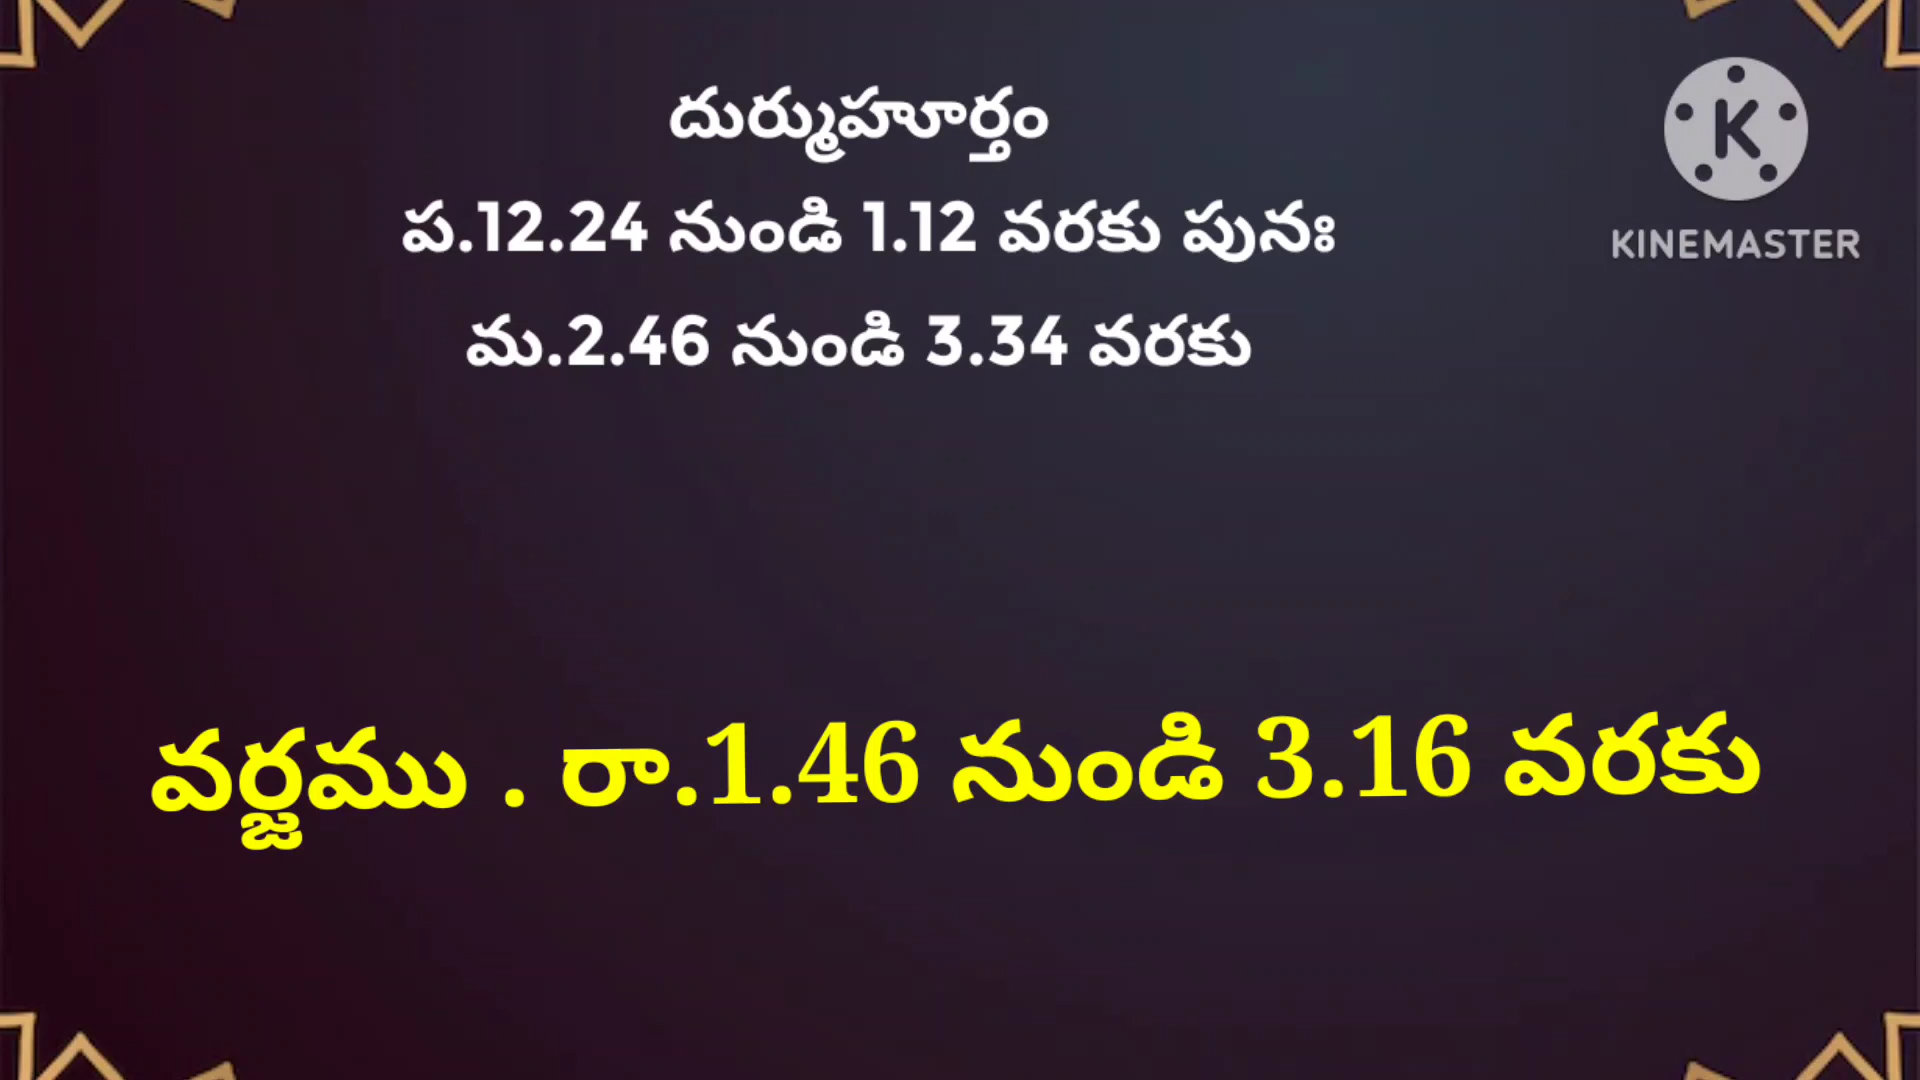 దుర్ముహూర్తం
ప.12.24 నుండి 1.12 వరకు పునః
మ.2.46 నుండి 3.34 వరకు
KINEMASTER
వర్జము . రా.1.46 నుండి 3.16 వరకు